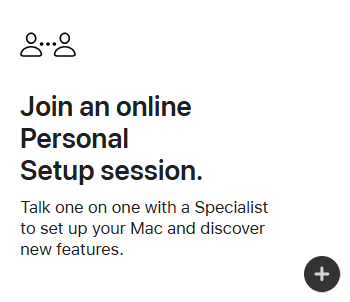 Join an online
Personal
Setup session.
Talk one on one with a Specialist
to set up your Mac and discover
new features.